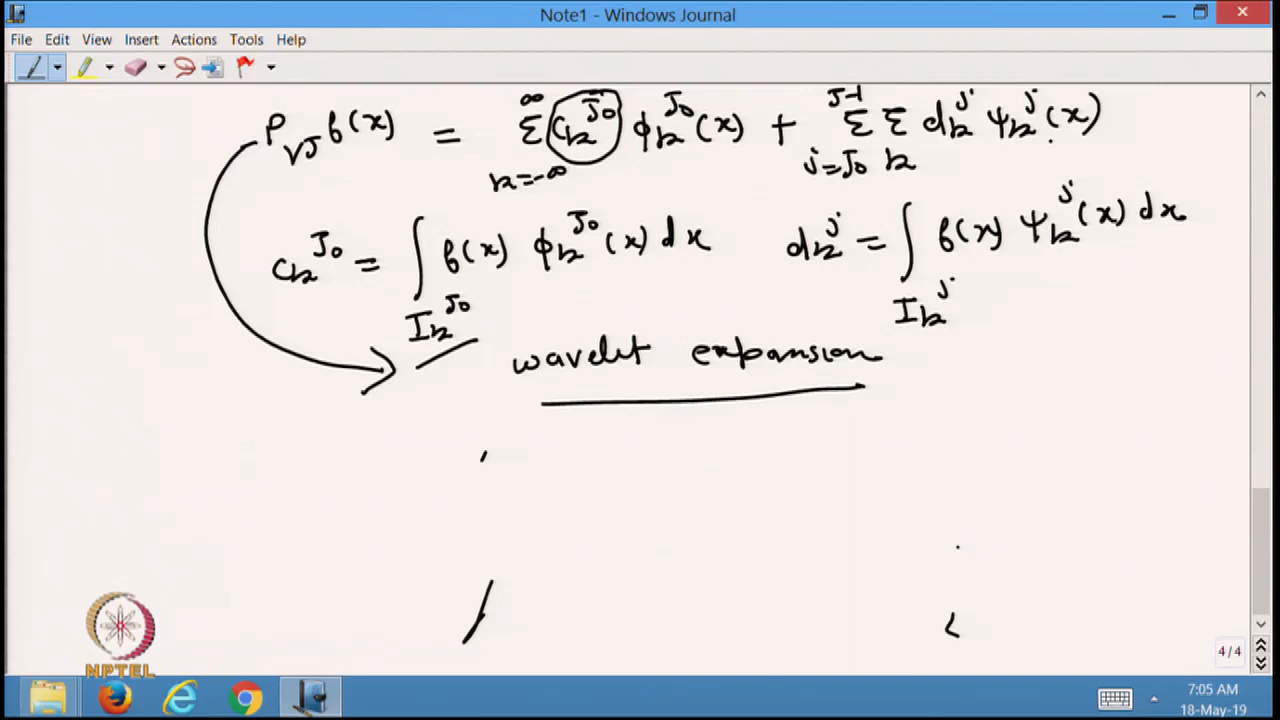 Note1 - Windows Journal
File Edit View Insert Actions Tools Help
P_{V^J} f(x) = Σ_{k=-∞}^{∞} c_k^{J_0} φ_k^{J_0}(x) + Σ_{j=J_0}^{J-1} Σ_k d_k^j ψ_k^j(x)
c_k^{J_0} = ∫_{I_k^{J_0}} f(x) φ_k^{J_0}(x) dx d_k^j = ∫_{I_k^j} f(x) ψ_k^j(x) dx
wavelet expansion
NPTEL
4 / 4
7:05 AM
18-May-19